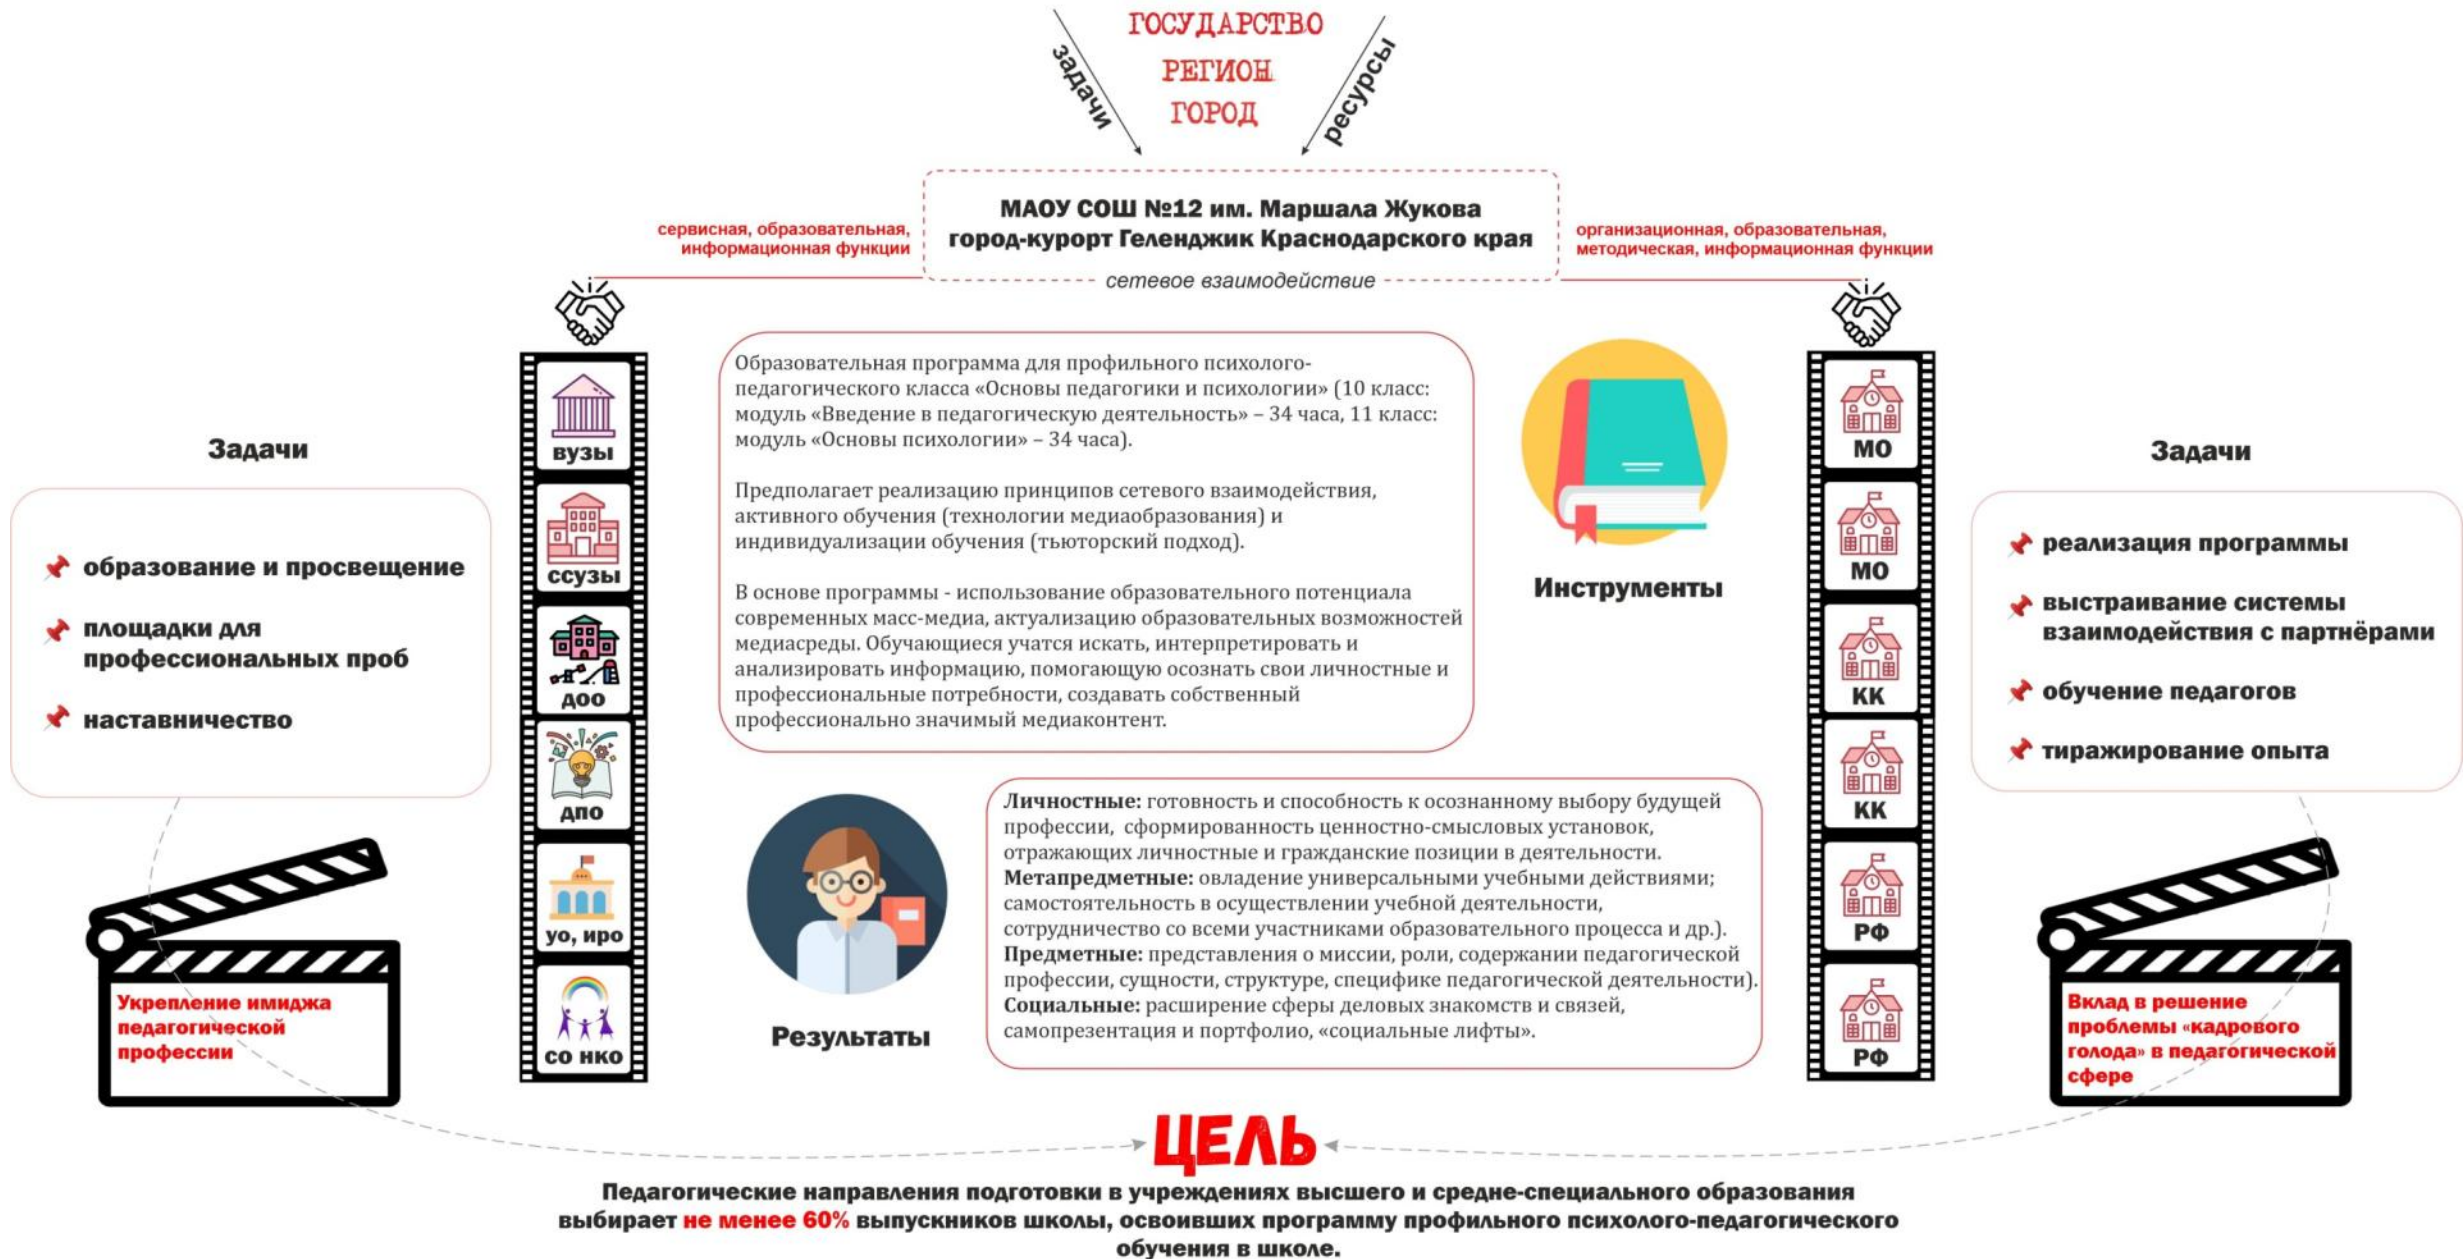 ГОСУДАРСТВО
РЕГИОН
ГОРОД
задачи
ресурсы
МАОУ СОШ №12 им. Маршала Жукова
город-курорт Геленджик Краснодарского края
сетевое взаимодействие
сервисная, образовательная,
информационная функции
организационная, образовательная,
методическая, информационная функции
Задачи
образование и просвещение
площадки для
профессиональных проб
наставничество
Укрепление имиджа
педагогической
профессии
вузы
ссузы
доо
дпо
уо, иро
со нко
Образовательная программа для профильного психолого-
педагогического класса «Основы педагогики и психологии» (10 класс:
модуль «Введение в педагогическую деятельность» – 34 часа, 11 класс:
модуль «Основы психологии» – 34 часа).
Предполагает реализацию принципов сетевого взаимодействия,
активного обучения (технологии медиаобразования) и
индивидуализации обучения (тьюторский подход).
В основе программы - использование образовательного потенциала
современных масс-медиа, актуализацию образовательных возможностей
медиасреды. Обучающиеся учатся искать, интерпретировать и
анализировать информацию, помогающую осознать свои личностные и
профессиональные потребности, создавать собственный
профессионально значимый медиаконтент.
Инструменты
Результаты
Личностные: готовность и способность к осознанному выбору будущей
профессии, сформированность ценностно-смысловых установок,
отражающих личностные и гражданские позиции в деятельности.
Метапредметные: овладение универсальными учебными действиями;
самостоятельность в осуществлении учебной деятельности,
сотрудничество со всеми участниками образовательного процесса и др.).
Предметные: представления о миссии, роли, содержании педагогической
профессии, сущности, структуре, специфике педагогической деятельности).
Социальные: расширение сферы деловых знакомств и связей,
самопрезентация и портфолио, «социальные лифты».
МО
МО
КК
КК
РФ
РФ
Задачи
реализация программы
выстраивание системы
взаимодействия с партнёрами
обучение педагогов
тиражирование опыта
Вклад в решение
проблемы «кадрового
голода» в педагогической
сфере
ЦЕЛЬ
Педагогические направления подготовки в учреждениях высшего и средне-специального образования
выбирает не менее 60% выпускников школы, освоивших программу профильного психолого-педагогического
обучения в школе.